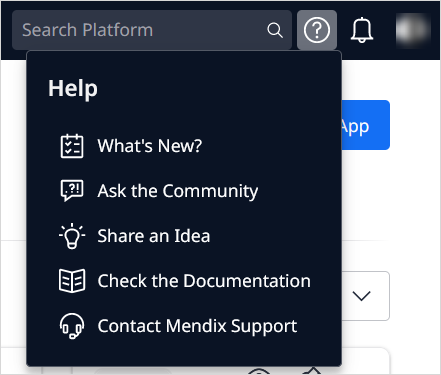 Search Platform
Help
App
What's New?
Ask the Community
Share an Idea
Check the Documentation
Contact Mendix Support